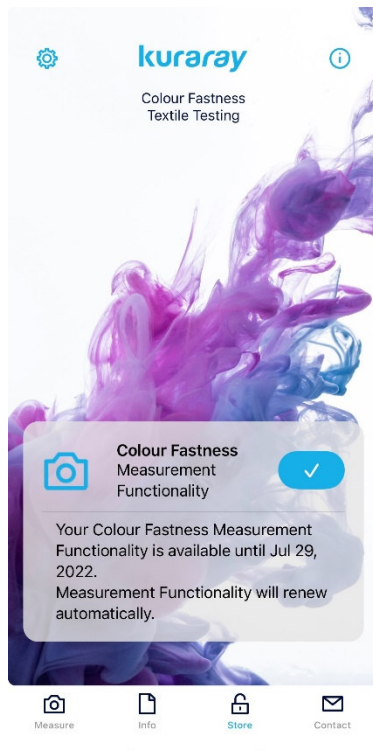 kuraray
Colour Fastness
Textile Testing
Colour Fastness
Measurement
Functionality
Your Colour Fastness Measurement
Functionality is available until Jul 29,
2022.
Measurement Functionality will renew
automatically.
Measure
Info
Store
Contact